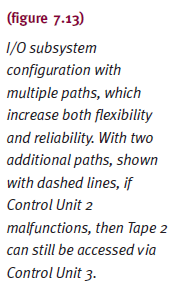 (figure 7.13)
I/O subsystem
configuration with
multiple paths, which
increase both flexibility
and reliability. With two
additional paths, shown
with dashed lines, if
Control Unit 2
malfunctions, then Tape 2
can still be accessed via
Control Unit 3.